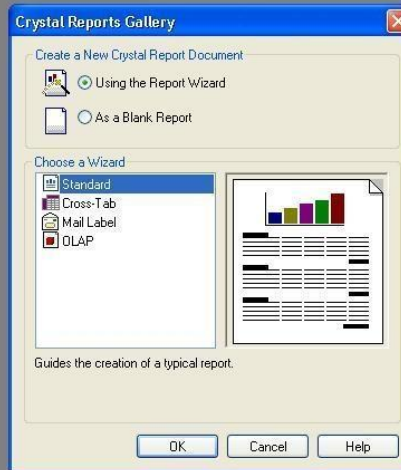 Crystal Reports Gallery
Create a New Crystal Report Document
Using the Report Wizard
As a Blank Report
Choose a Wizard
Standard
Cross-Tab
Mail Label
OLAP
Guides the creation of a typical report.
OK Cancel Help